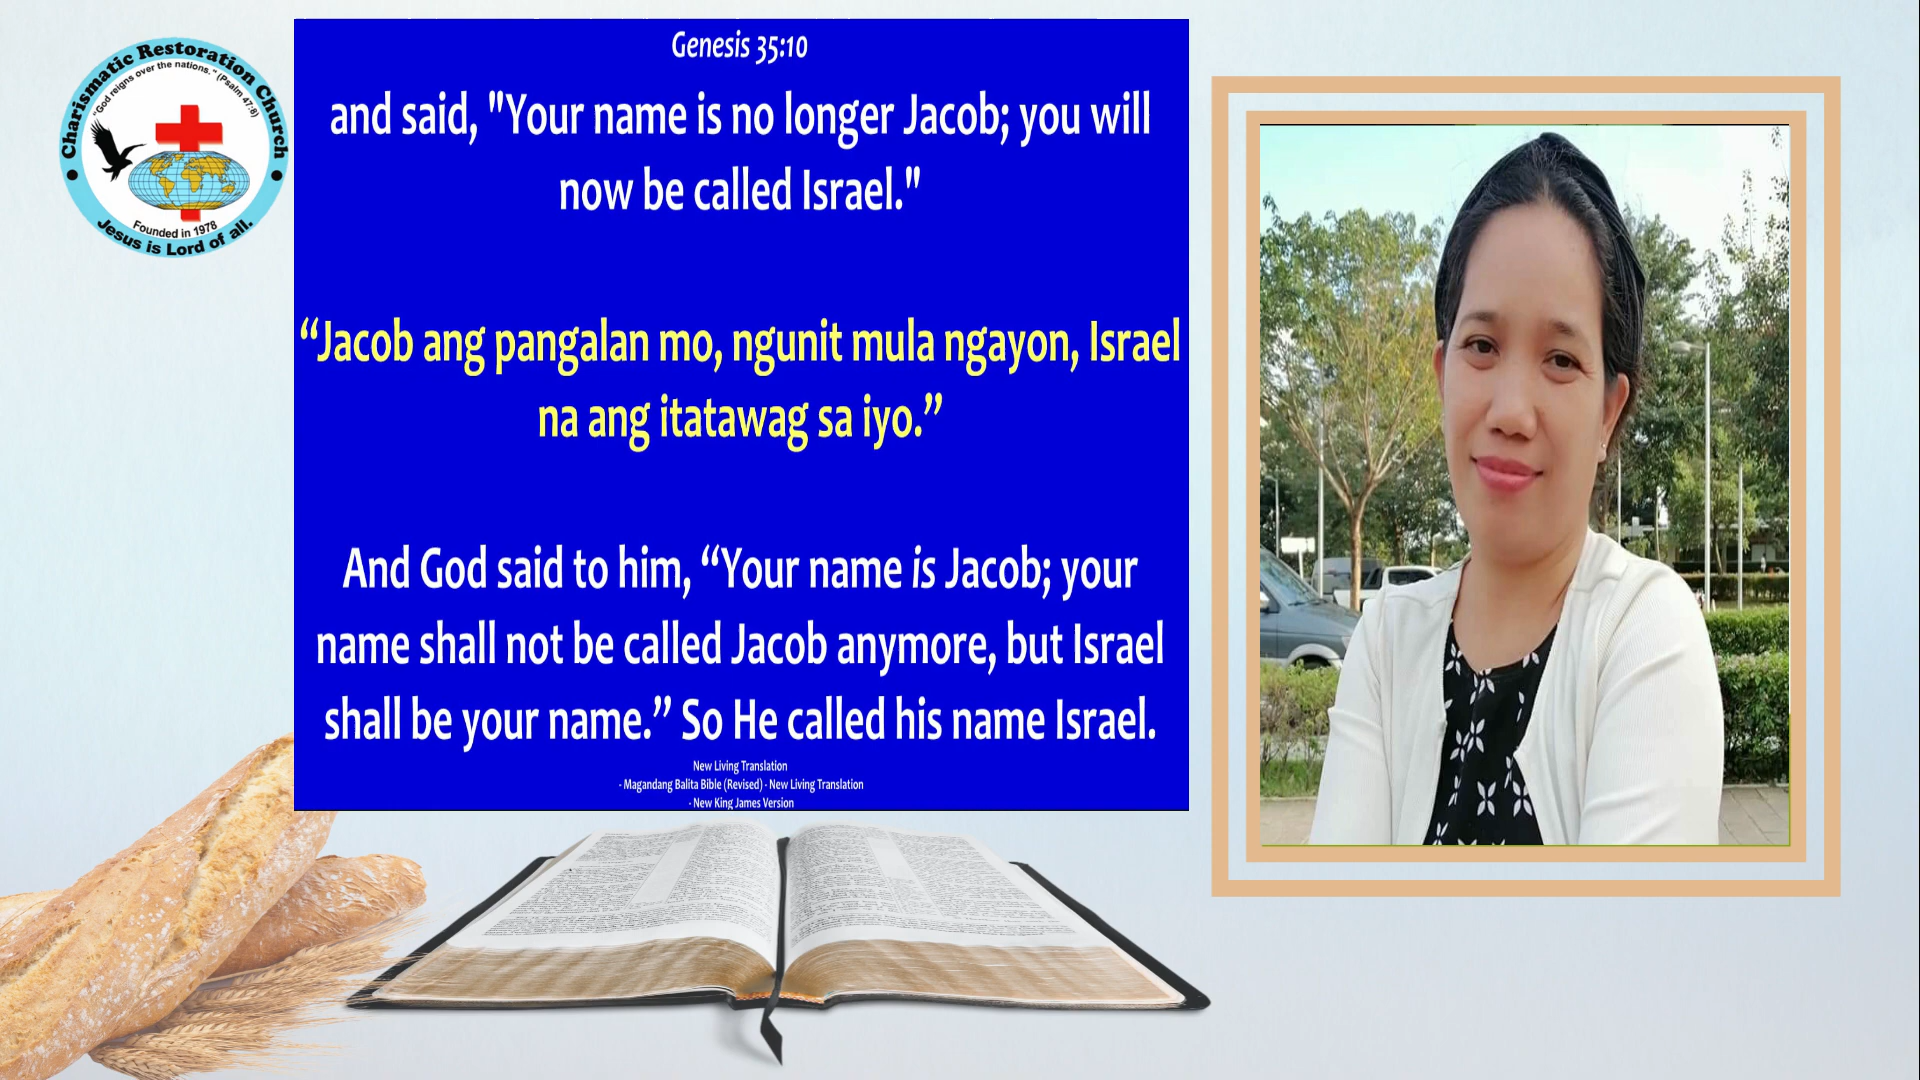 Charismatic Restoration Church
"God reigns over the nations." (Psalm 47:8)
Founded in 1978
Jesus is Lord of all.
Genesis 35:10
and said, "Your name is no longer Jacob; you will
now be called Israel."
“Jacob ang pangalan mo, ngunit mula ngayon, Israel
na ang itatawag sa iyo.”
And God said to him, “Your name is Jacob; your
name shall not be called Jacob anymore, but Israel
shall be your name.” So He called his name Israel.
New Living Translation
- Magandang Balita Bible (Revised) - New Living Translation
- New King James Version